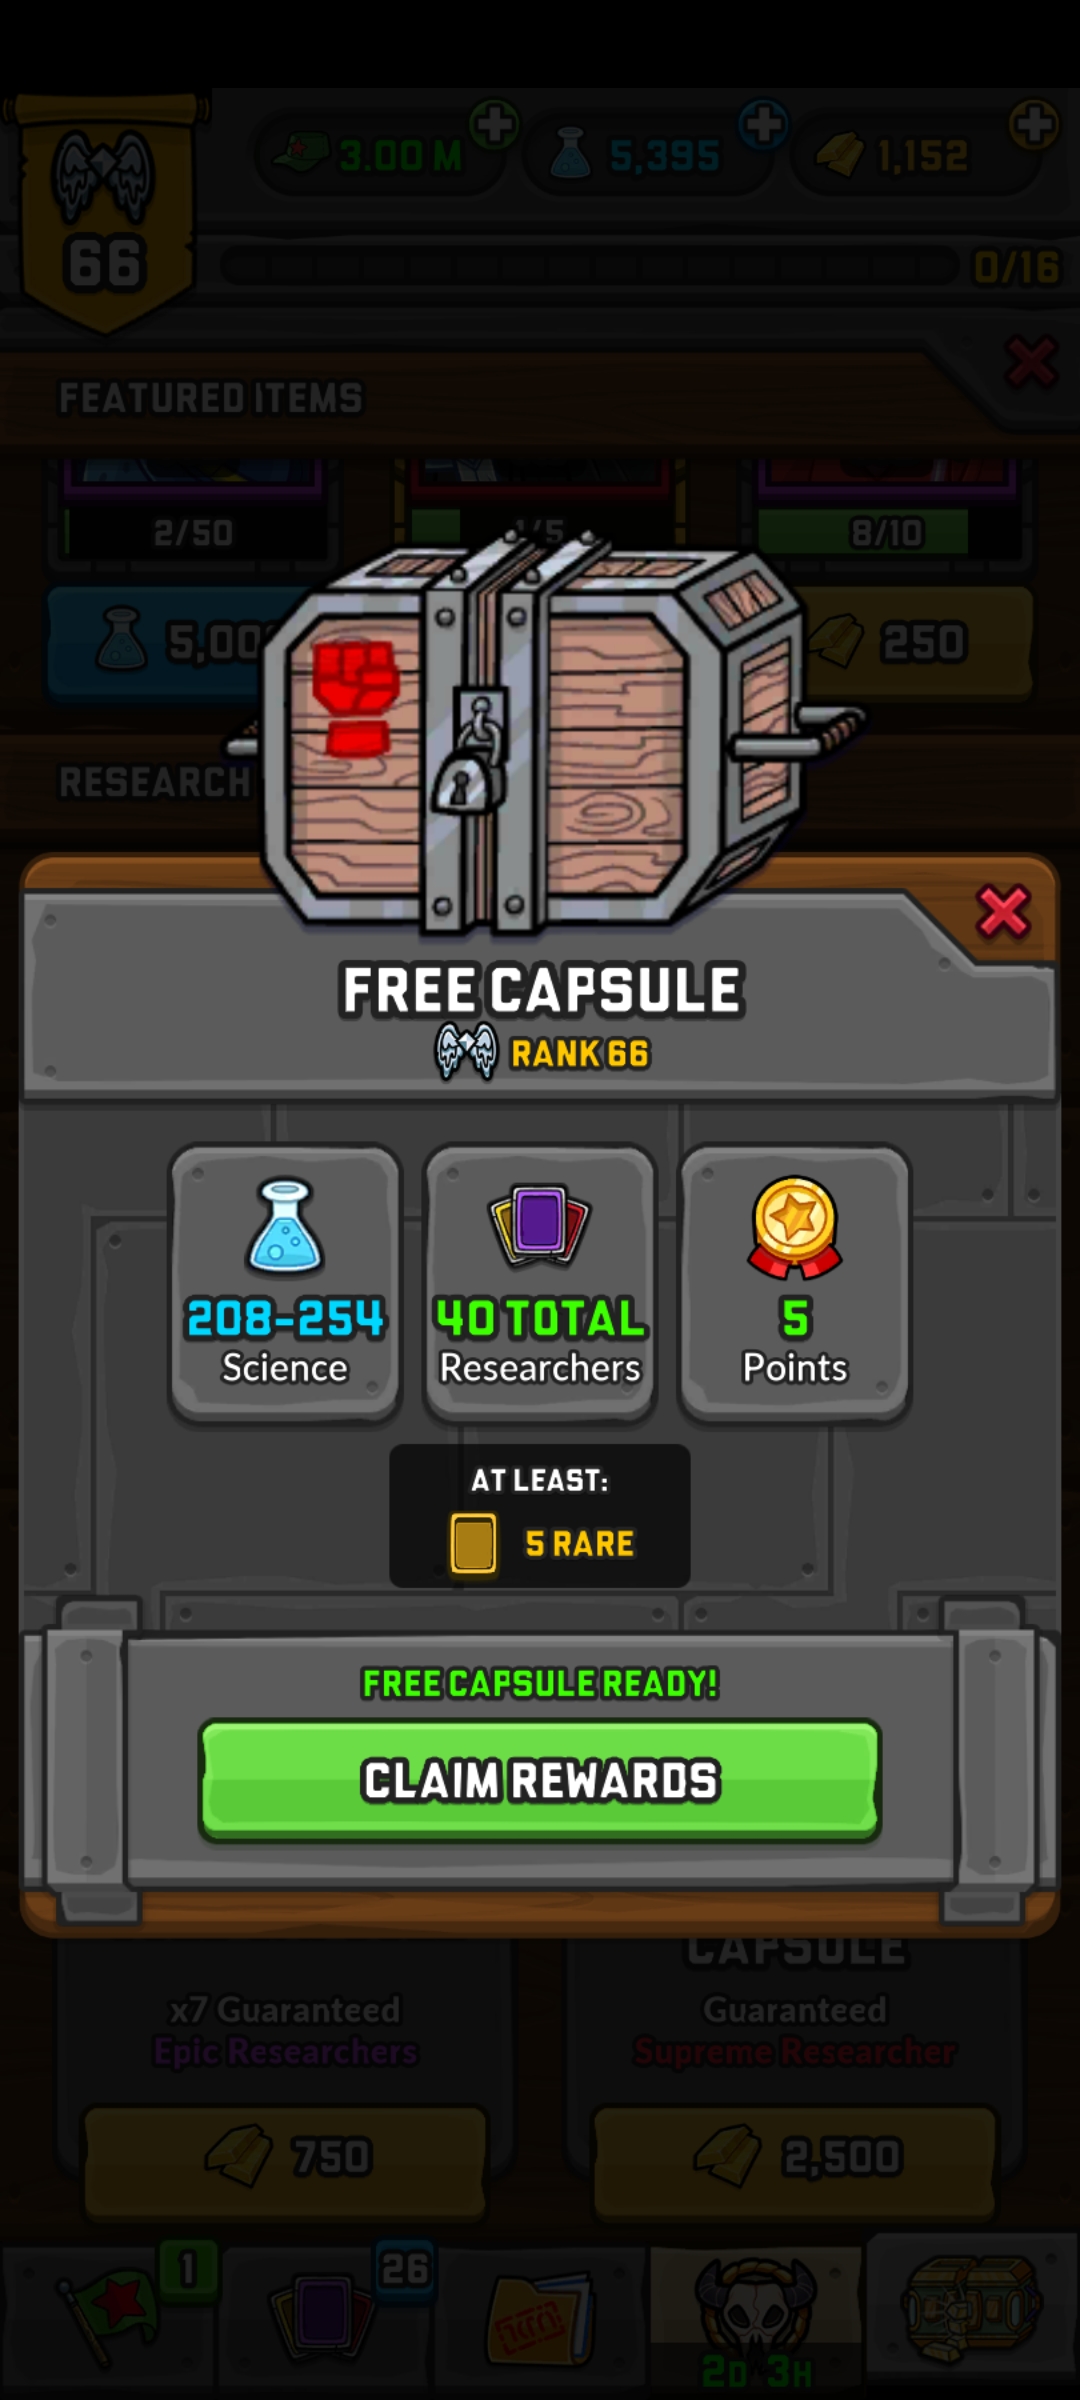 3.00 M
5,395
1,152
66
0/16
FEATURED ITEMS
2/50
1/5
8/10
5,00
250
RESEARCH
FREE CAPSULE
RANK 66
208-254
Science
40 TOTAL
Researchers
5
Points
AT LEAST:
5 RARE
FREE CAPSULE READY!
CLAIM REWARDS
CAPSULE
x7 Guaranteed
Epic Researchers
Guaranteed
Supreme Researcher
750
2,500
1
26
2D 3H